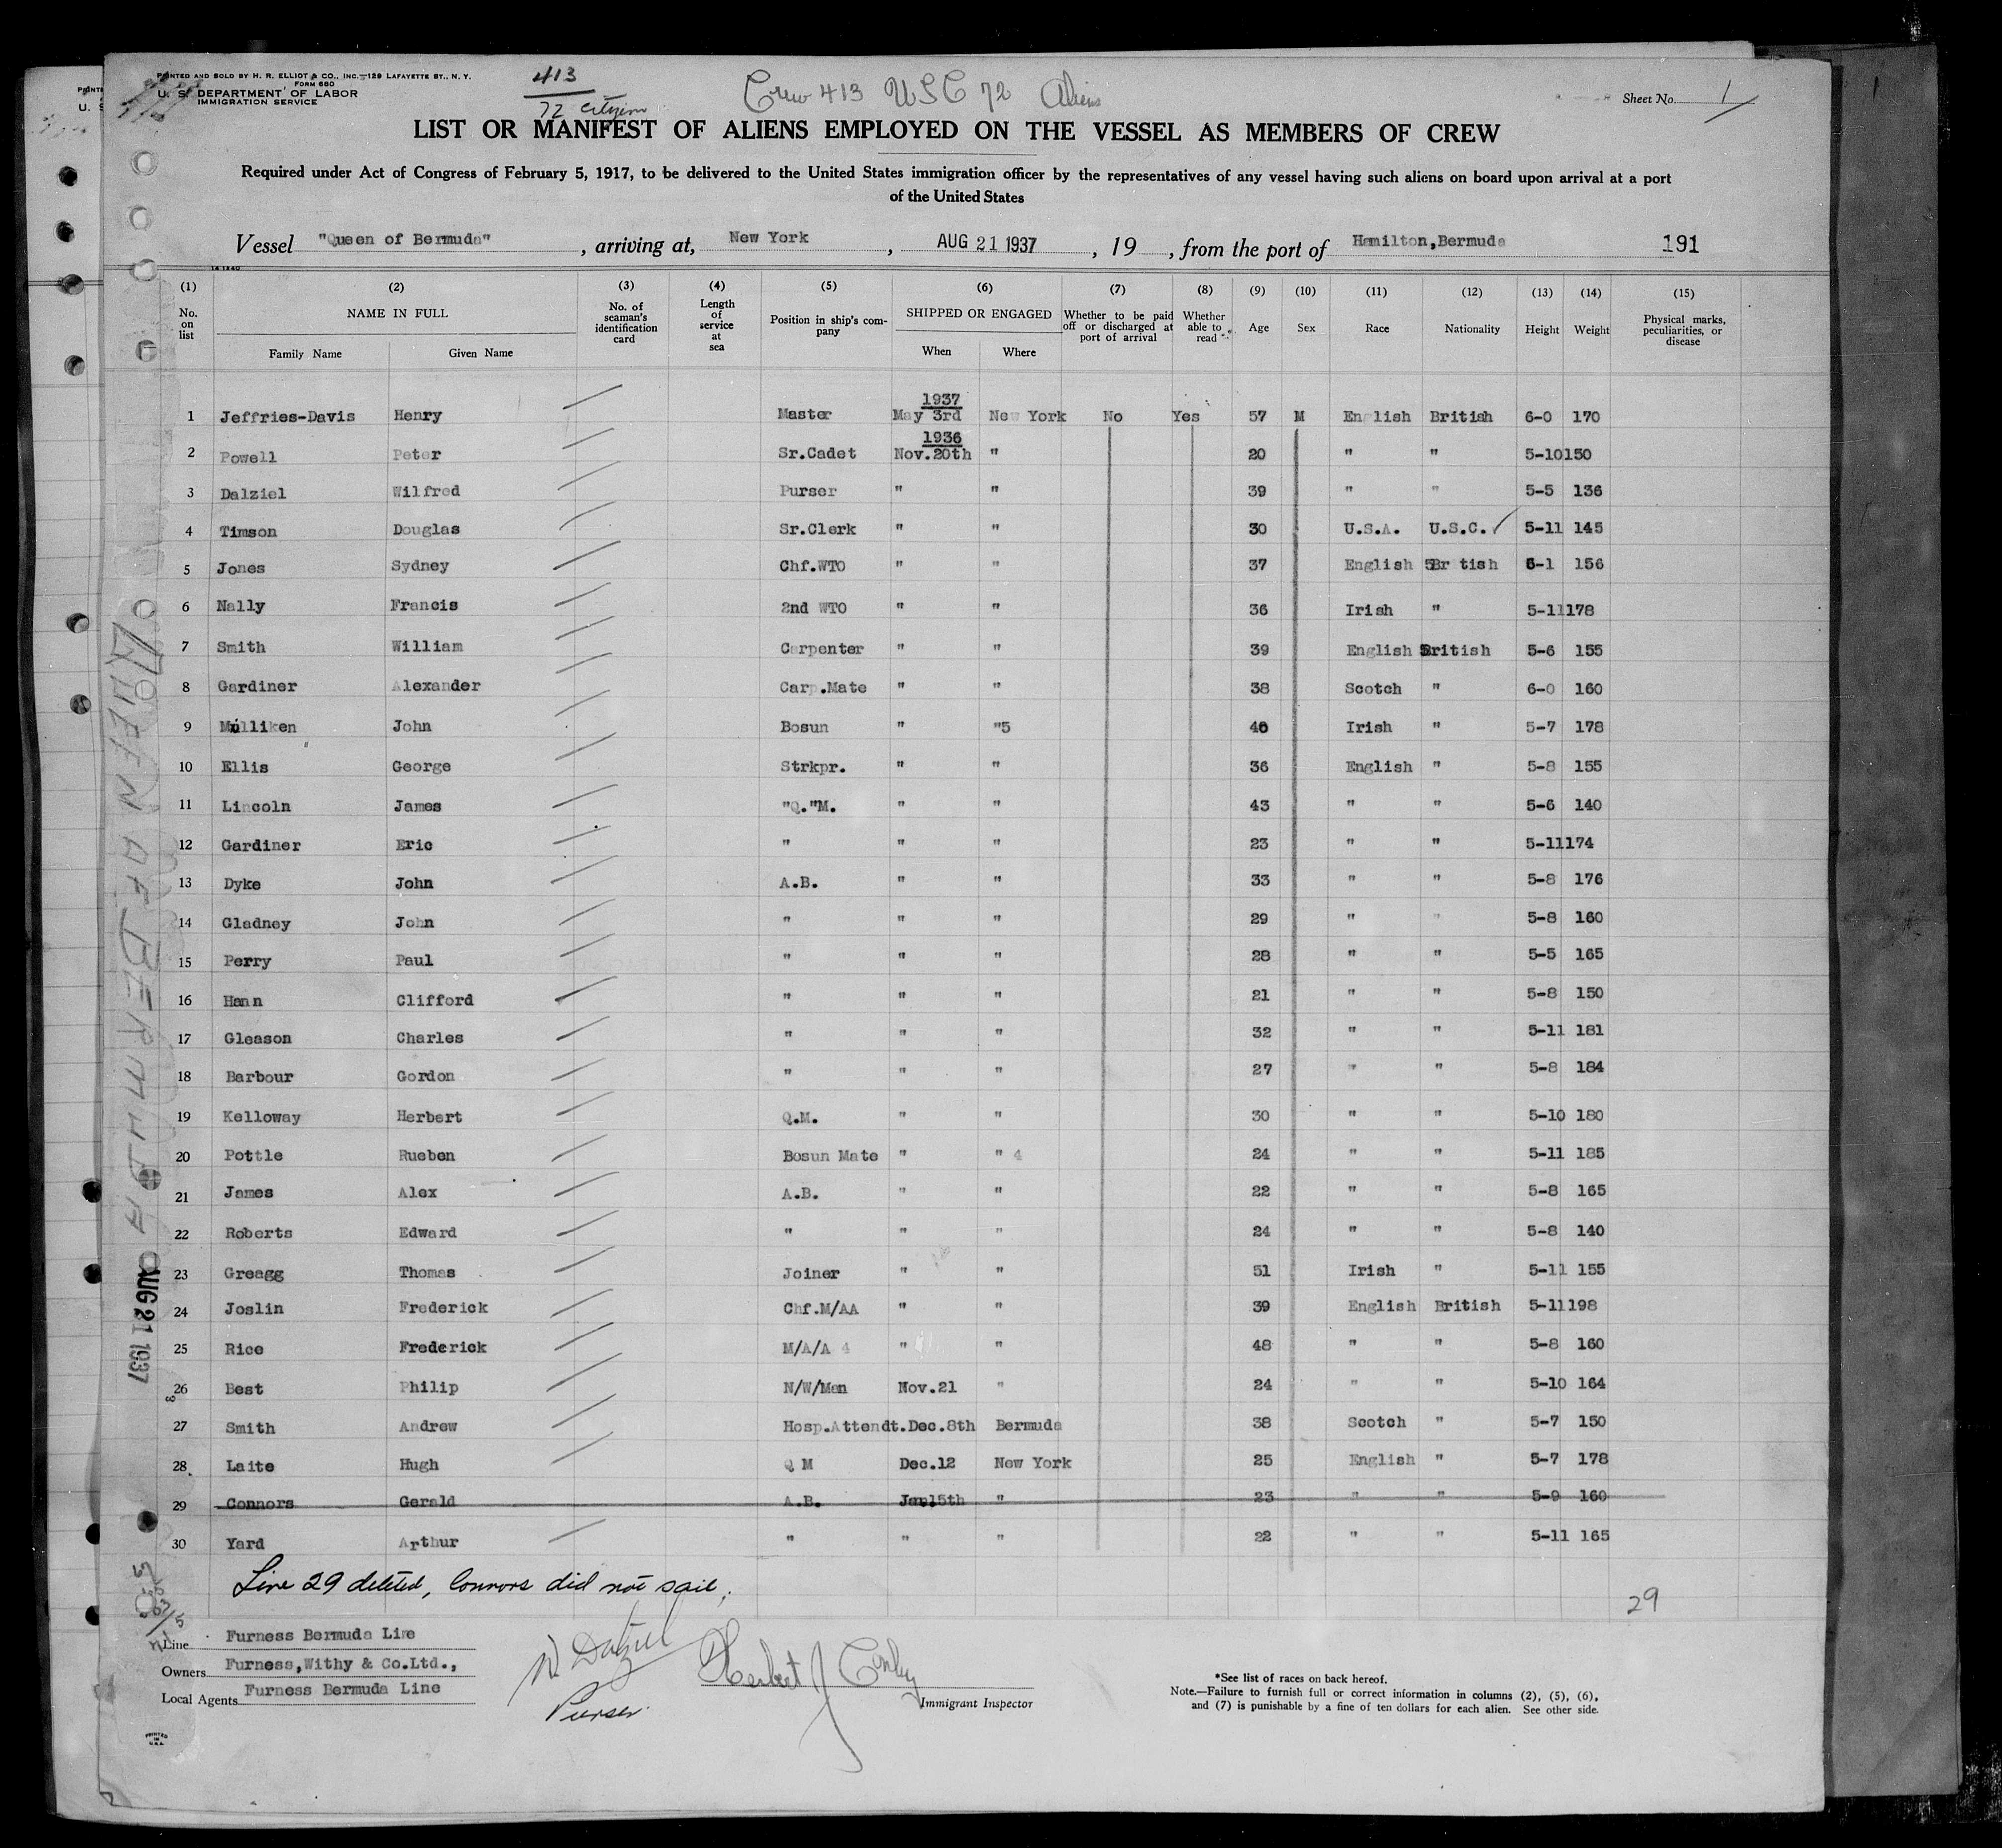 PRINTED AND SOLD BY H. R. ELLIOT & CO., INC.—129 LAFAYETTE ST., N. Y.
FORM 680
U. S. DEPARTMENT OF LABOR
IMMIGRATION SERVICE
413
72 citizen
Crew 413 USC 72 Aliens
Sheet No. 1
LIST OR MANIFEST OF ALIENS EMPLOYED ON THE VESSEL AS MEMBERS OF CREW
Required under Act of Congress of February 5, 1917, to be delivered to the United States immigration officer by the representatives of any vessel having such aliens on board upon arrival at a port
of the United States
Vessel "Queen of Bermuda", arriving at, New York, AUG 21 1937, 19, from the port of Hamilton,Bermuda 191
14 1240
(1) (2) (3) (4) (5) (6) (7) (8) (9) (10) (11) (12) (13) (14) (15)
No. on list NAME IN FULL Family Name Given Name No. of seaman's identification card Length of service at sea Position in ship's company SHIPPED OR ENGAGED When Where Whether to be paid off or discharged at port of arrival Whether able to read Age Sex Race Nationality Height Weight Physical marks, peculiarities, or disease
1937
1 Jeffries-Davis Henry Master May 3rd New York No Yes 57 M English British 6-0 170
1936
2 Powell Peter Sr.Cadet Nov.20th " 20 " " 5-10 150
3 Dalziel Wilfred Purser " " 39 " " 5-5 136
4 Timson Douglas Sr.Clerk " " 30 U.S.A. U.S.C. ✓ 5-11 145
5 Jones Sydney Chf.WTO " " 37 English Br tish 6-1 156
6 Nally Francis 2nd WTO " " 36 Irish " 5-11 178
7 Smith William Carpenter " " 39 English British 5-6 155
8 Gardiner Alexander Carp.Mate " " 38 Scotch " 6-0 160
9 Mulliken John Bosun " "5 40 Irish " 5-7 178
10 Ellis George Strkpr. " " 36 English " 5-8 155
11 Lincoln James "Q."M. " " 43 " " 5-6 140
12 Gardiner Eric " " " 23 " " 5-11 174
13 Dyke John A.B. " " 33 " " 5-8 176
14 Gladney John " " " 29 " " 5-8 160
15 Perry Paul " " " 28 " " 5-5 165
16 Hann Clifford " " " 21 " " 5-8 150
17 Gleason Charles " " " 32 " " 5-11 181
18 Barbour Gordon " " " 27 " " 5-8 184
19 Kelloway Herbert Q.M. " " 30 " " 5-10 180
20 Pottle Rueben Bosun Mate " " 4 24 " " 5-11 185
21 James Alex A.B. " " 22 " " 5-8 165
22 Roberts Edward " " " 24 " " 5-8 140
23 Greagg Thomas Joiner " " 51 Irish " 5-11 155
24 Joslin Frederick Chf.M/AA " " 39 English British 5-11 198
25 Rice Frederick M/A/A 4 " " 48 " " 5-8 160
26 Best Philip N/W/Man Nov.21 " 24 " " 5-10 164
27 Smith Andrew Hosp.Attendt. Dec.8th Bermuda 38 Scotch " 5-7 150
28 Laite Hugh Q M Dec.12 New York 25 English " 5-7 178
29 Connors Gerald A.B. Jan15th " 23 " " 5-9 160
30 Yard Arthur " " " 22 " " 5-11 165
Line 29 deleted, Connors did not sail.
29
QUEEN OF BERMUDA
AUG 21 1937
Line Furness Bermuda Line
Owners Furness,Withy & Co.Ltd.,
Local Agents Furness Bermuda Line
W. Dalziel
Purser
Herbert J Conley
Immigrant Inspector
*See list of races on back hereof.
Note.—Failure to furnish full or correct information in columns (2), (5), (6),
and (7) is punishable by a fine of ten dollars for each alien. See other side.
PRINTED IN U.S.A.